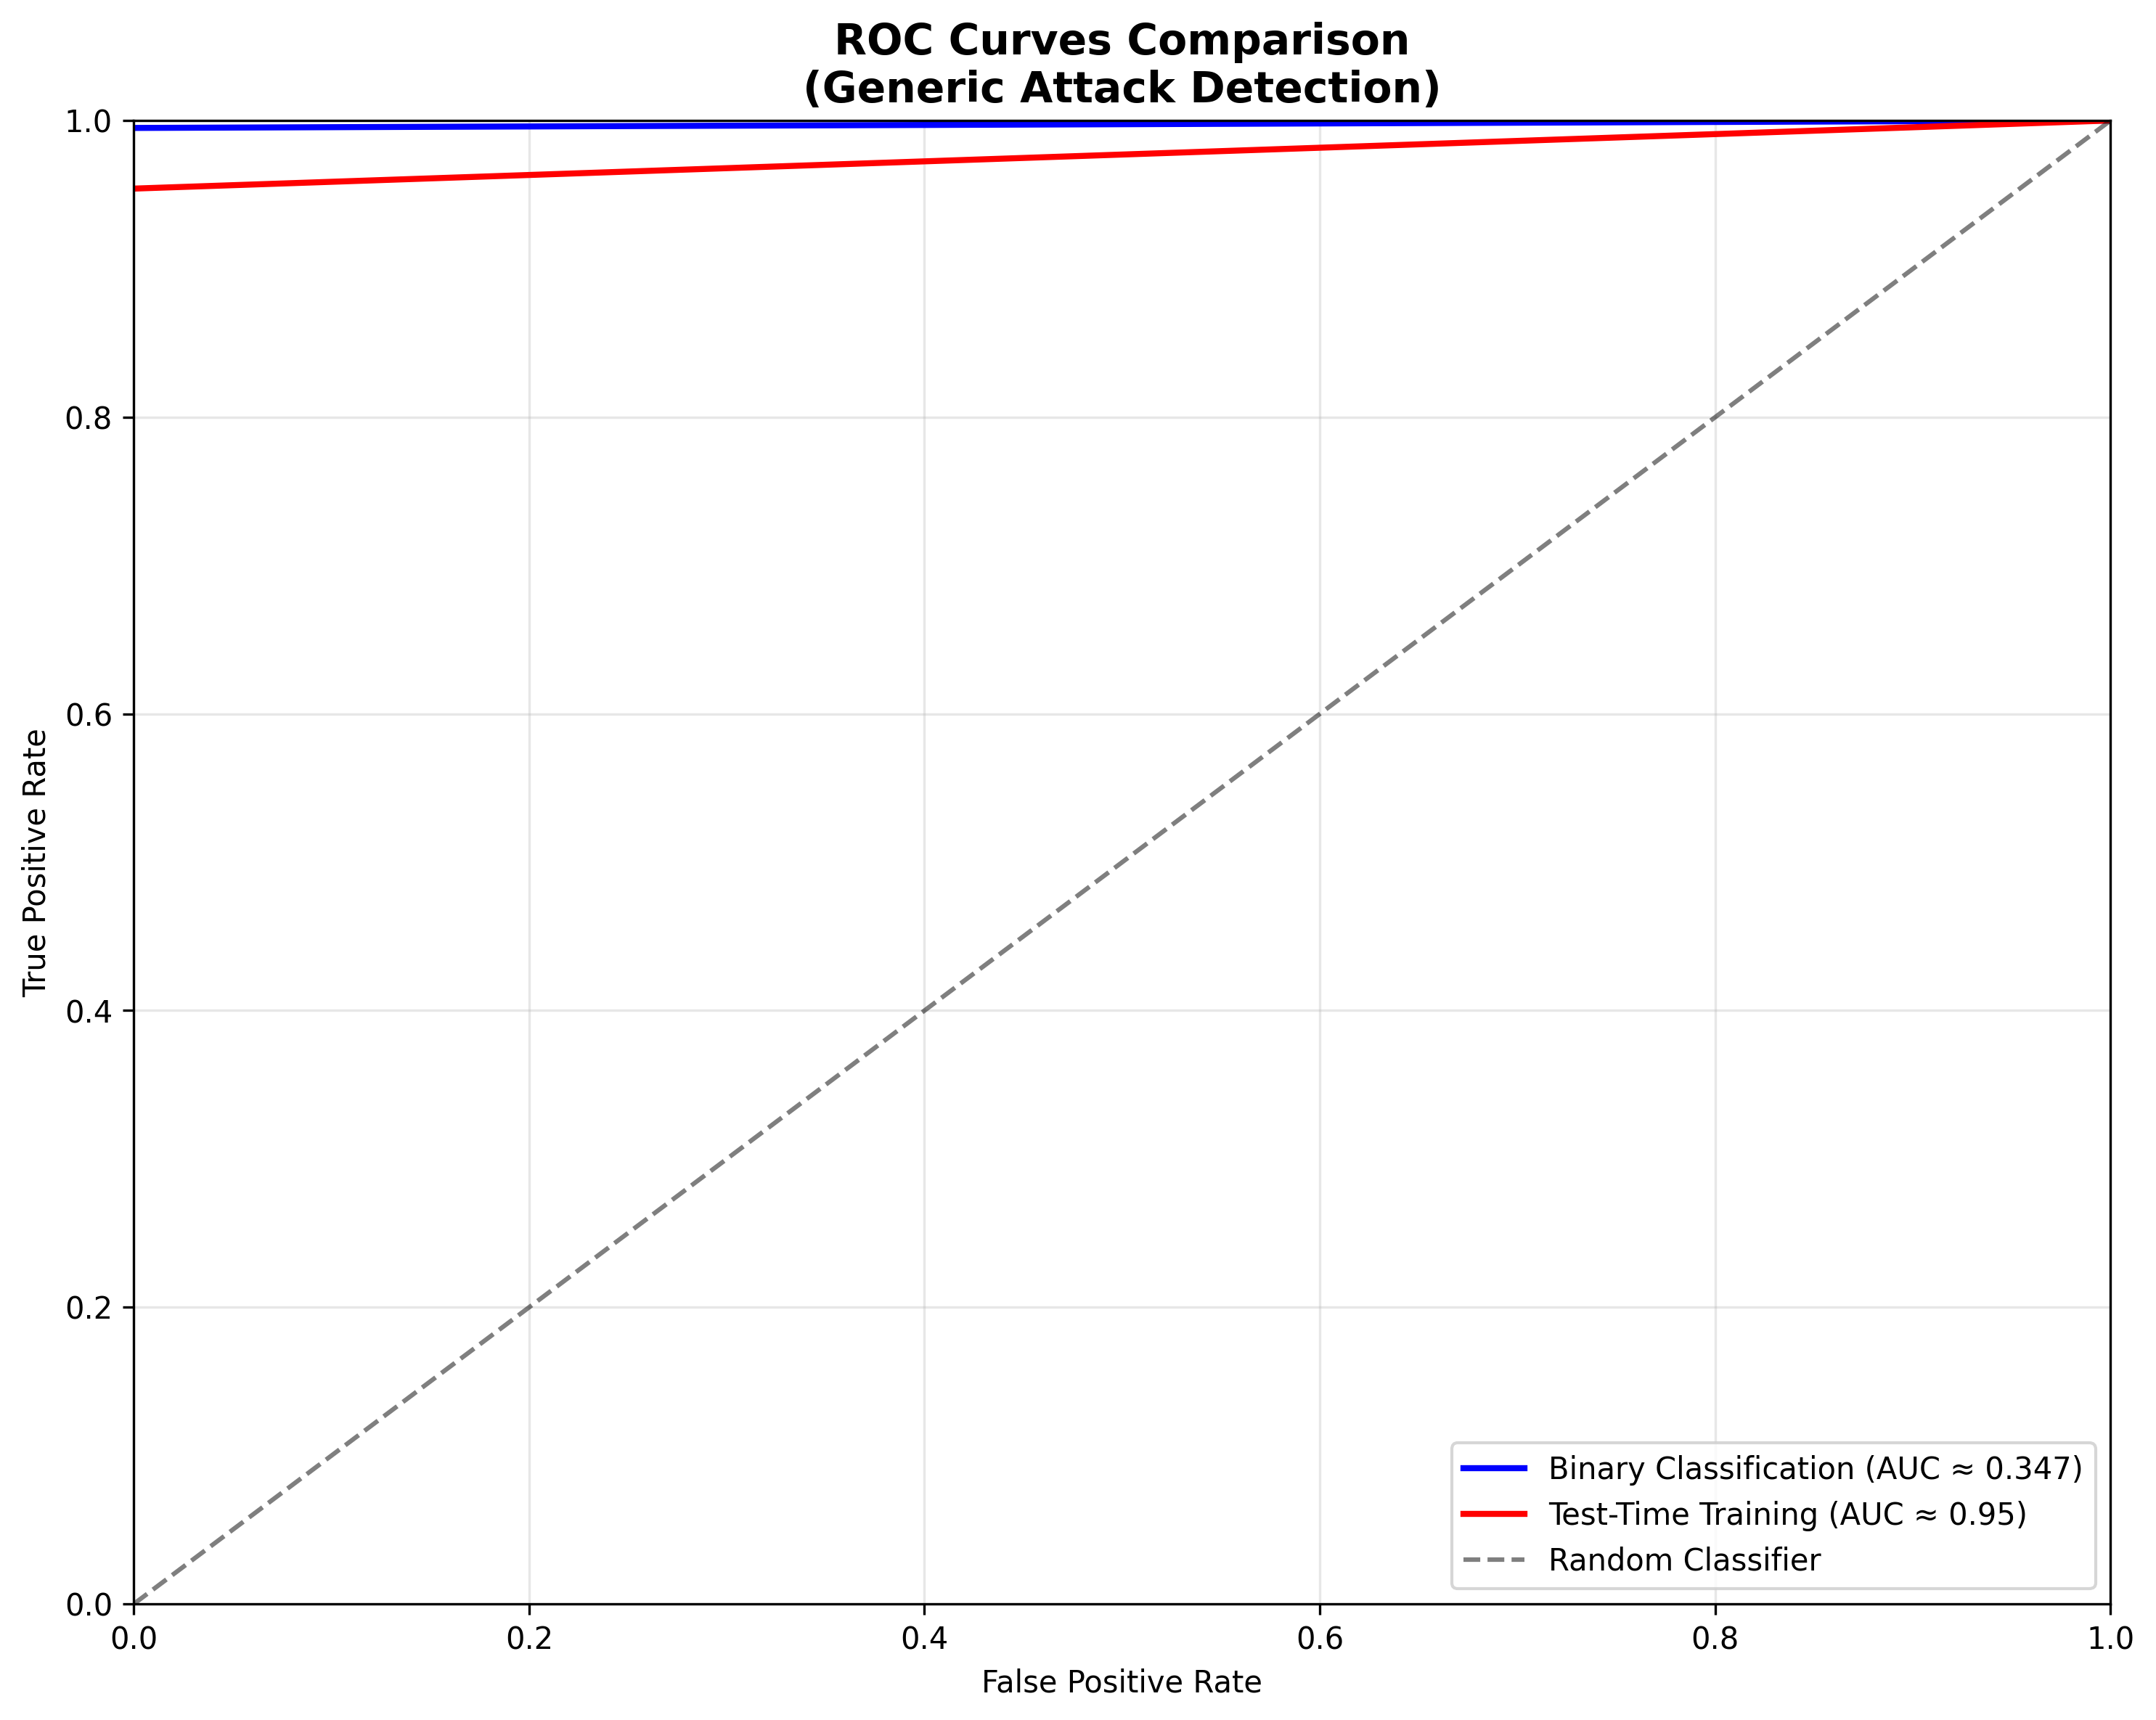 ROC Curves Comparison
(Generic Attack Detection)
1.0
0.8
0.6
0.4
0.2
0.0
True Positive Rate
0.0 0.2 0.4 0.6 0.8 1.0
False Positive Rate
Binary Classification (AUC ≈ 0.347)
Test-Time Training (AUC ≈ 0.95)
Random Classifier